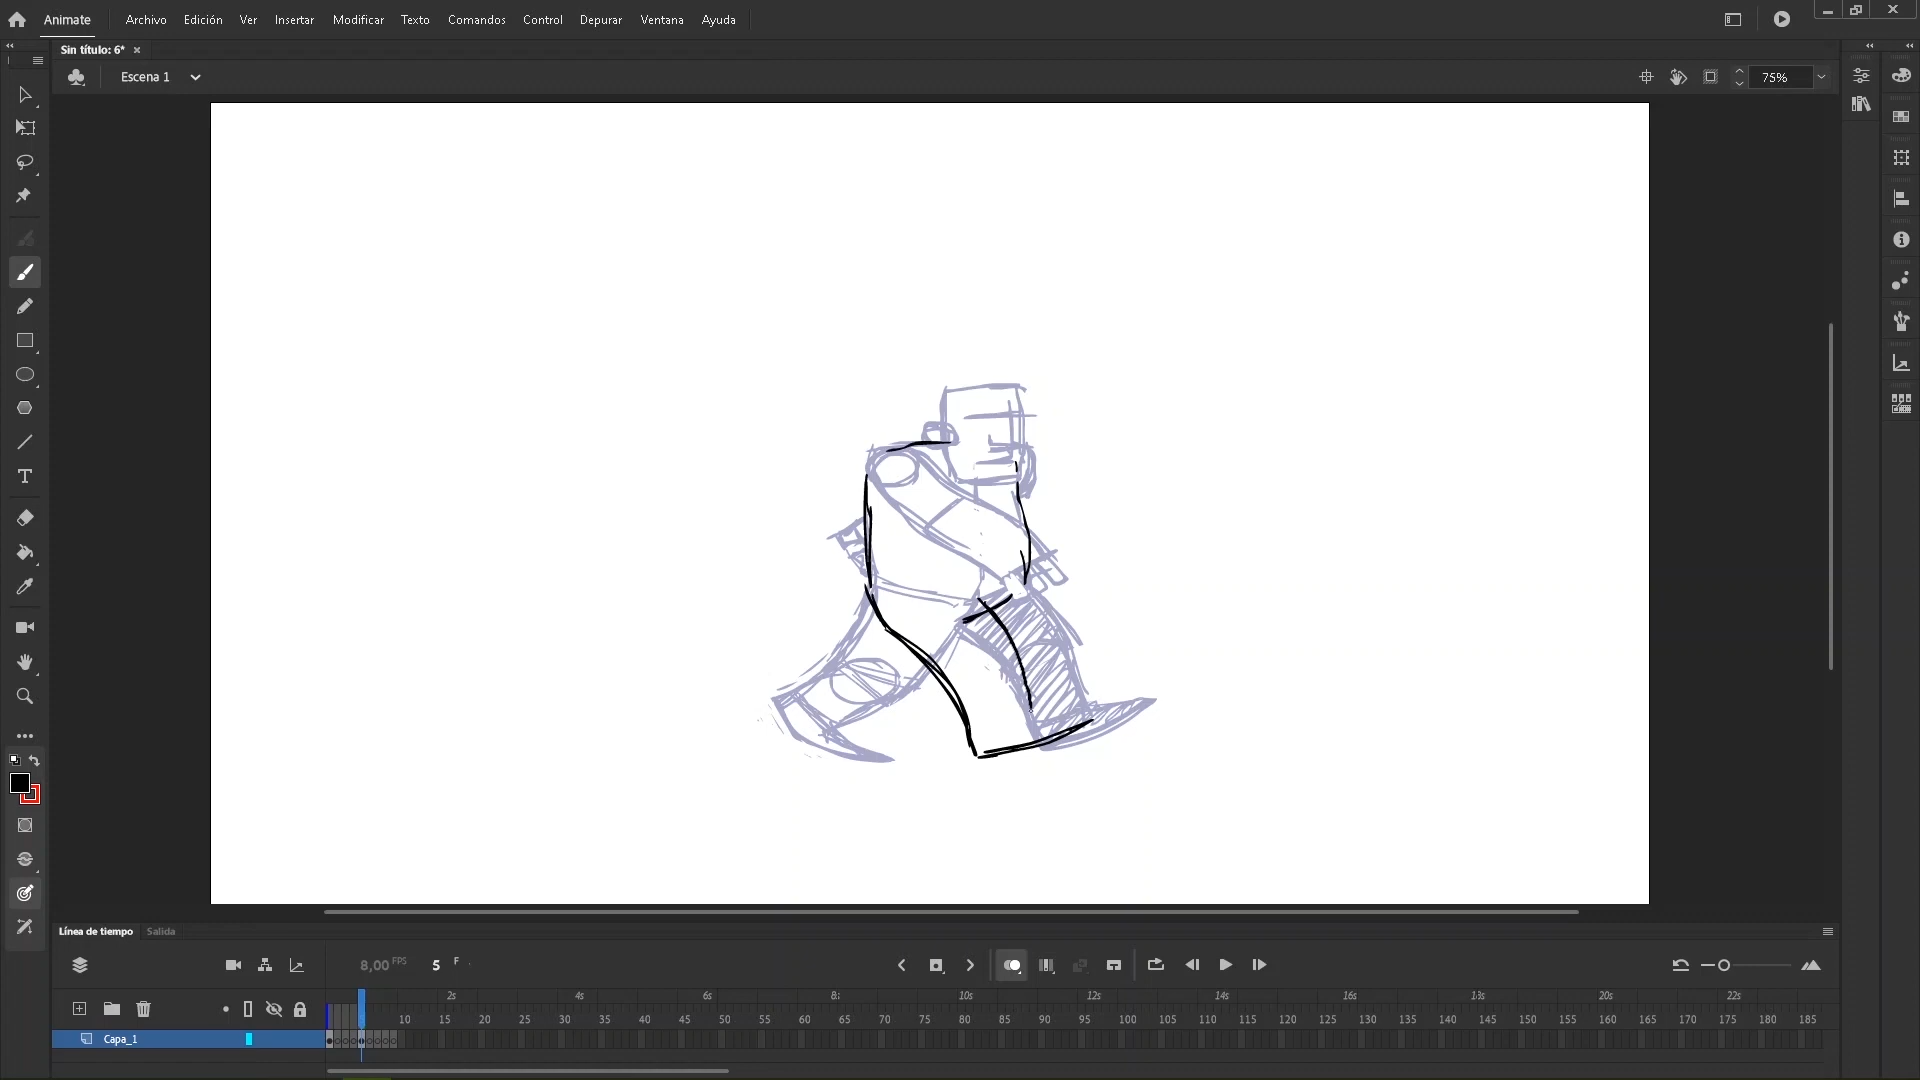 Animate Archivo Edición Ver Insertar Modificar Texto Comandos Control Depurar Ventana Ayuda
Sin título: 6*
Escena 1
75%
T
Línea de tiempo Salida
8,00 FPS 5 F
2s 4s 6s 8s 10s 12s 14s 16s 18s 20s 22s
10 15 20 25 30 35 40 45 50 55 60 65 70 75 80 85 90 95 100 105 110 115 120 125 130 135 140 145 150 155 160 165 170 175 180 185
Capa_1